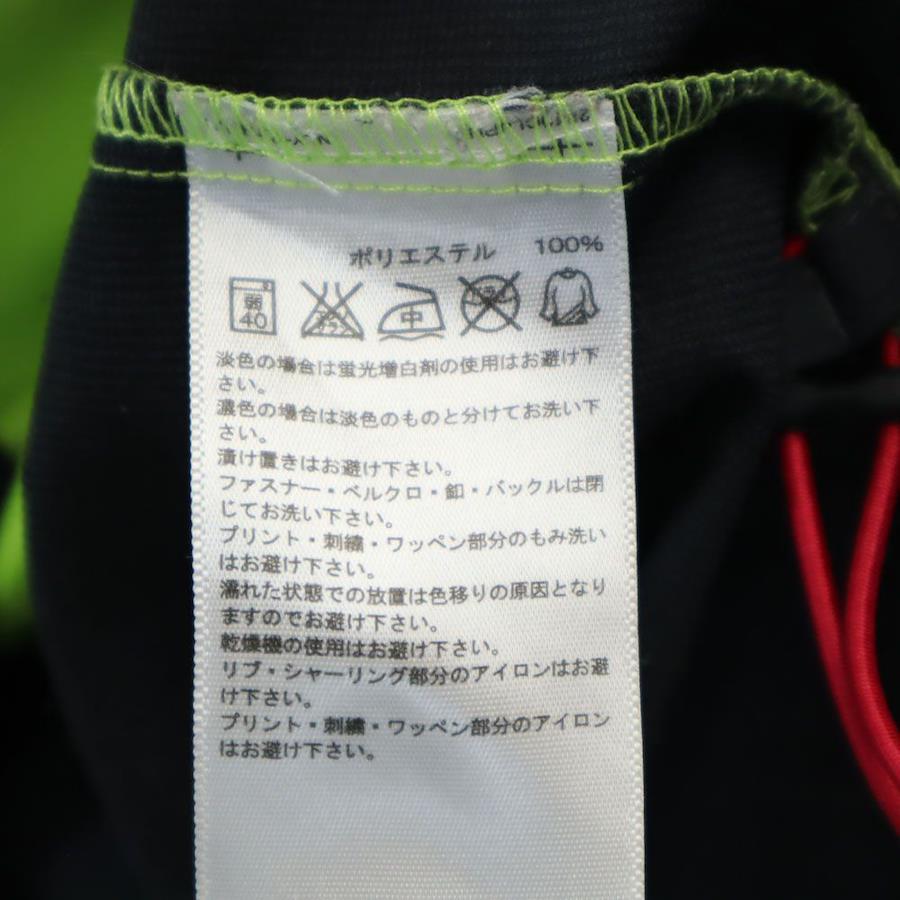 ポリエステル 100%
弱
40
中
淡色の場合は蛍光増白剤の使用はお避け下
さい。
濃色の場合は淡色のものと分けてお洗い下
さい。
漬け置きはお避け下さい。
ファスナー・ベルクロ・釦・バックルは閉
じてお洗い下さい。
プリント・刺繍・ワッペン部分のもみ洗い
はお避け下さい。
濡れた状態での放置は色移りの原因となり
ますのでお避け下さい。
乾燥機の使用はお避け下さい。
リブ・シャーリング部分のアイロンはお避
け下さい。
プリント・刺繍・ワッペン部分のアイロン
はお避け下さい。